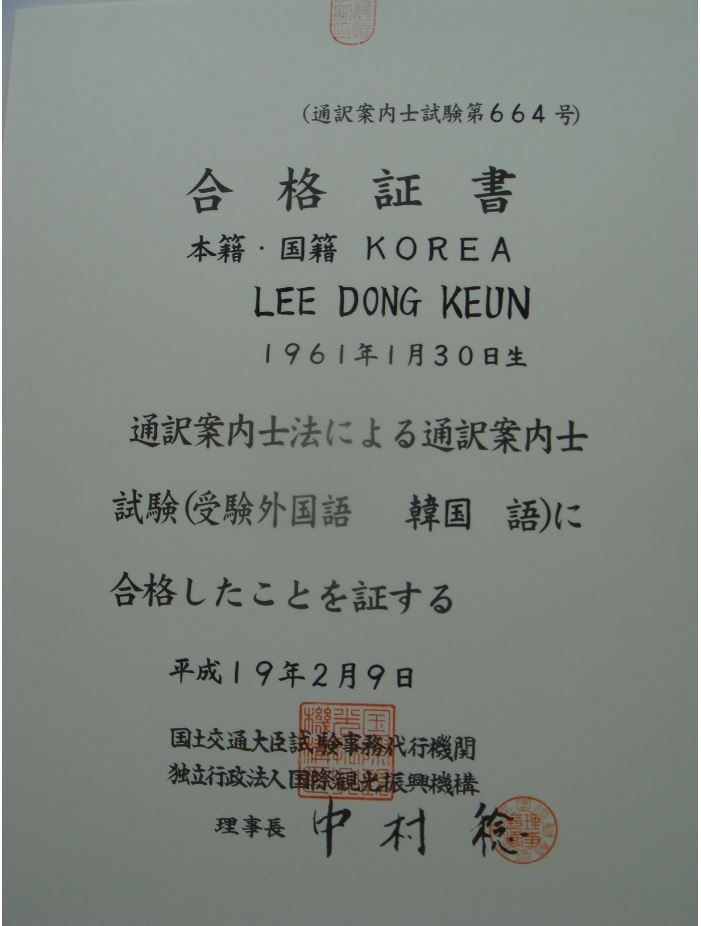 (通訳案内士試験第664号)
合格証書
本籍・国籍 KOREA
LEE DONG KEUN
1961年1月30日生
通訳案内士法による通訳案内士
試験(受験外国語 韓国 語)に
合格したことを証する
平成19年2月9日
国土交通大臣試験事務代行機関
独立行政法人国際観光振興機構
理事長 中村 稔